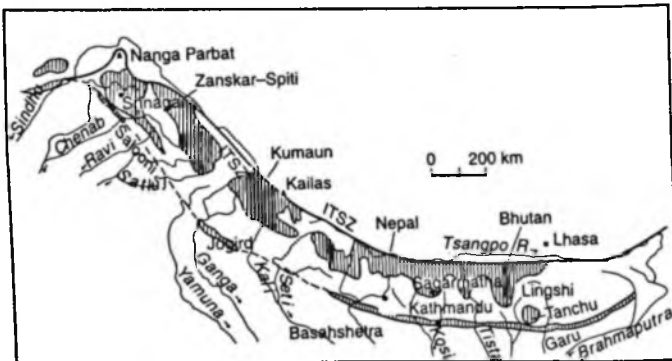 Nanga Parbat
Zanskar–Spiti
Srinagar
Sindhu
Chenab
Salooni
Ravi
Satluj
ITSZ
Kumaun
Kailas
0 200 km
ITSZ
Nepal
Bhutan
Tsangpo R.
Lhasa
Jogira
Sagarmatha
Lingshi
Yamuna
Ganga
Kali
Seti
Kathmandu
Tanchu
Basahshetra
Kosi
Tista
Garu
Brahmaputra